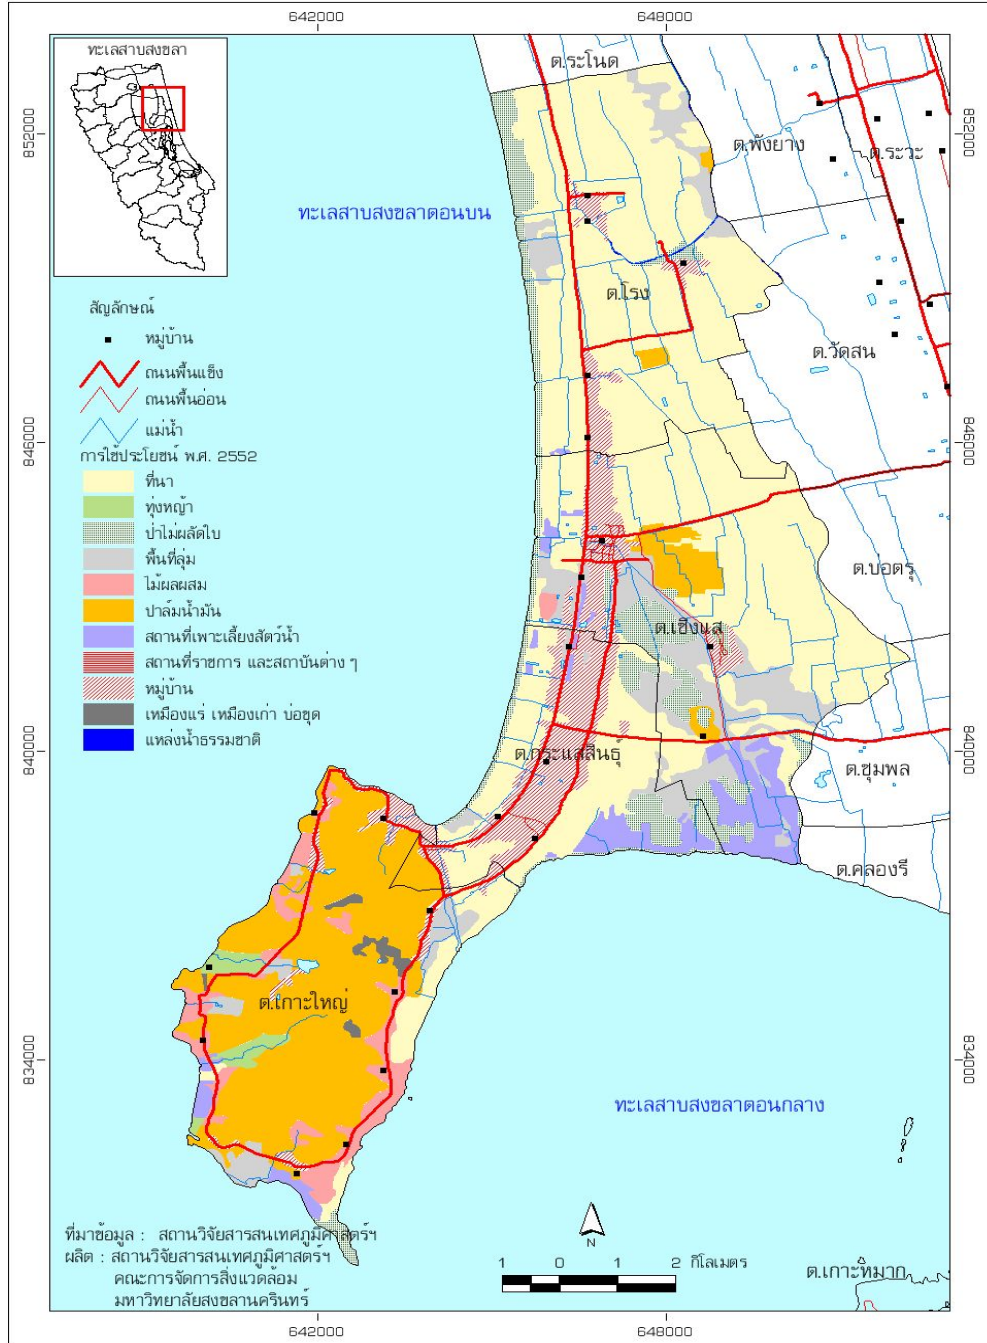 642000
648000
852000
846000
840000
834000
852000
846000
840000
834000
642000
648000
ทะเลสาบสงขลา
ต.ระโนด
ต.พังยาง
ต.ระวะ
ทะเลสาบสงขลาตอนบน
ต.โรง
ต.วัดสน
สัญลักษณ์
หมู่บ้าน
ถนนพื้นแข็ง
ถนนพื้นอ่อน
แม่น้ำ
การใช้ประโยชน์ พ.ศ. 2552
ที่นา
ทุ่งหญ้า
ป่าไม่ผลัดใบ
พื้นที่ลุ่ม
ไม้ผลผสม
ปาล์มน้ำมัน
สถานที่เพาะเลี้ยงสัตว์น้ำ
สถานที่ราชการ และสถาบันต่าง ๆ
หมู่บ้าน
เหมืองแร่ เหมืองเก่า บ่อขุด
แหล่งน้ำธรรมชาติ
ต.บ่อตรุ
ต.เชิงแส
ต.กระแสสินธุ์
ต.ชุมพล
ต.คลองรี
ต.เกาะใหญ่
ทะเลสาบสงขลาตอนกลาง
ต.เกาะหมาก
N
1 0 1 2 กิโลเมตร
ที่มาข้อมูล : สถานวิจัยสารสนเทศภูมิศาสตร์ฯ
ผลิต : สถานวิจัยสารสนเทศภูมิศาสตร์ฯ
คณะการจัดการสิ่งแวดล้อม
มหาวิทยาลัยสงขลานครินทร์